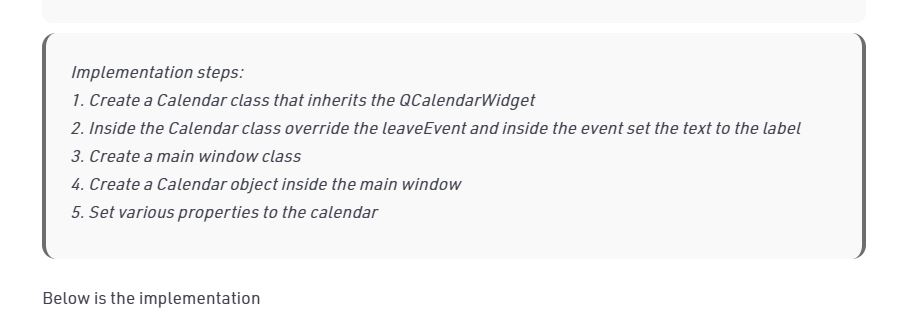 Implementation steps:
1. Create a Calendar class that inherits the QCalendarWidget
2. Inside the Calendar class override the leaveEvent and inside the event set the text to the label
3. Create a main window class
4. Create a Calendar object inside the main window
5. Set various properties to the calendar
Below is the implementation